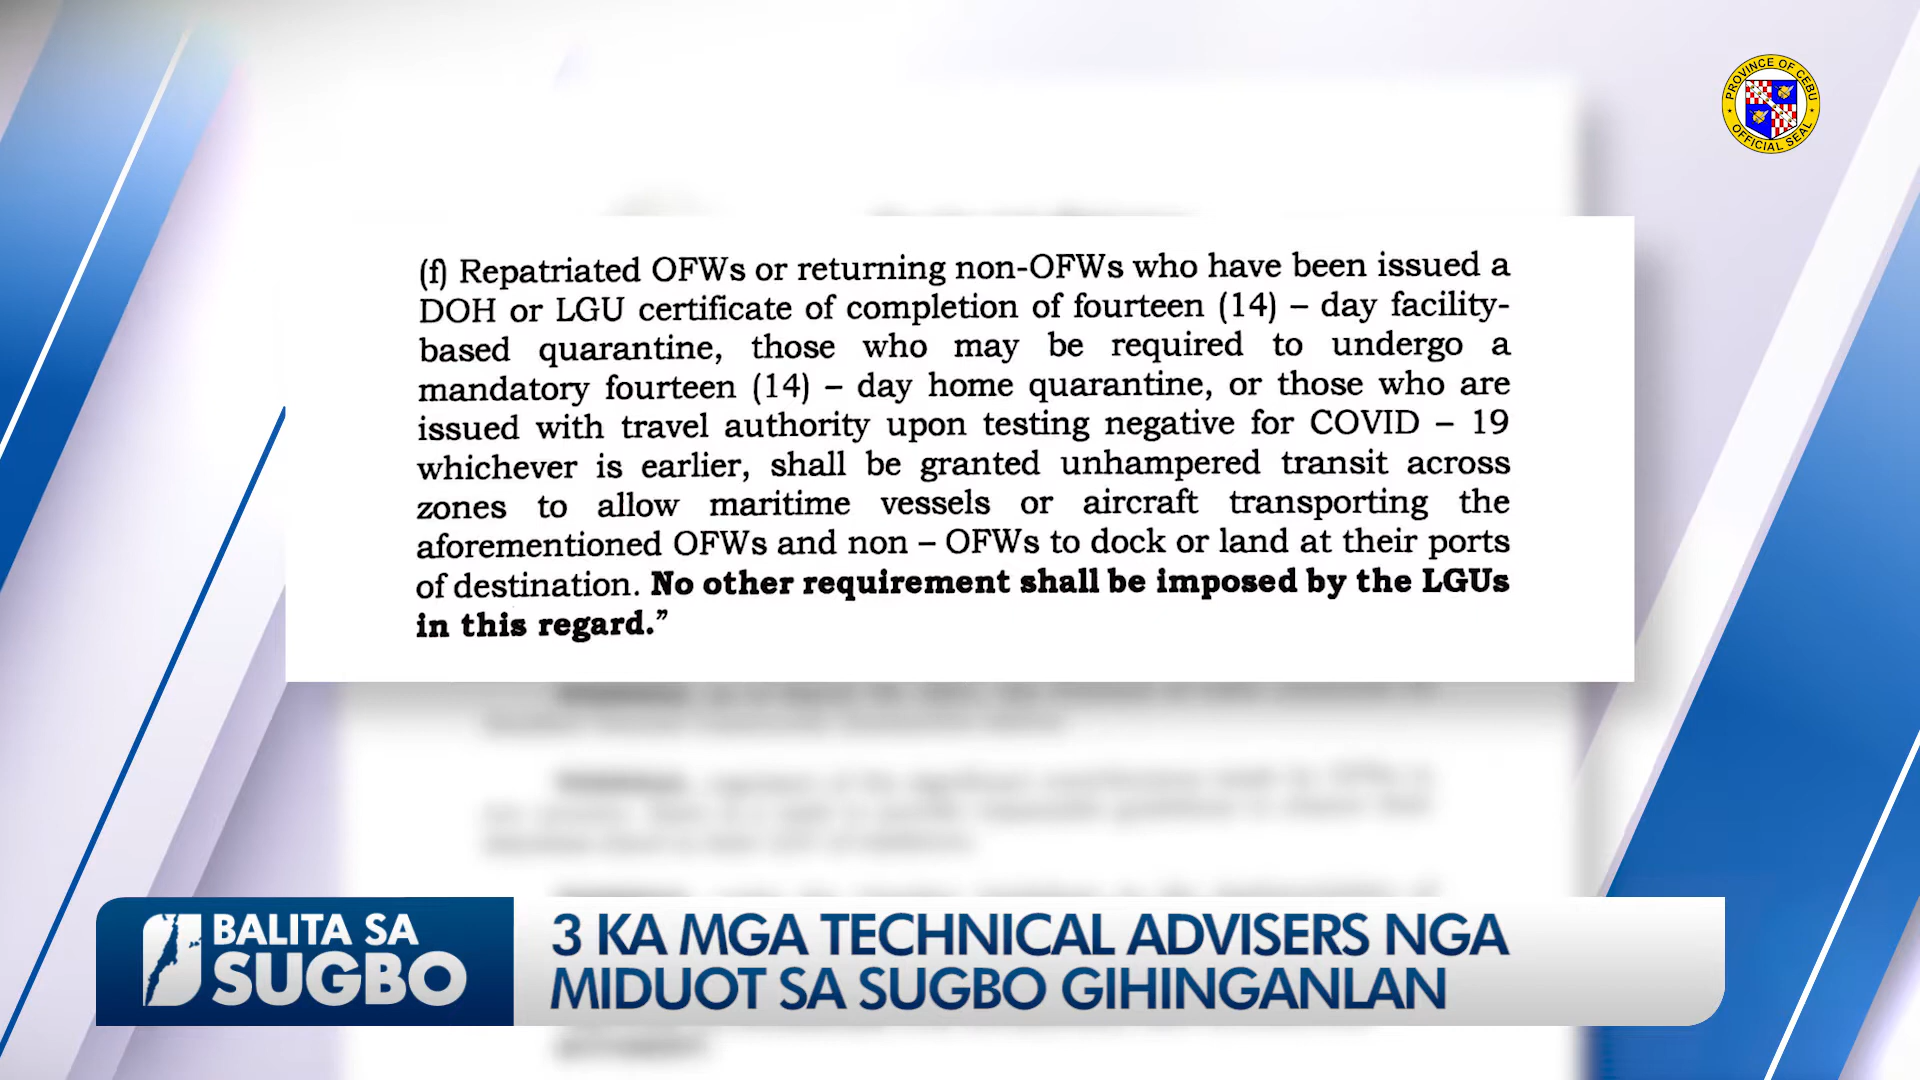 PROVINCE OF CEBU
OFFICIAL SEAL
(f) Repatriated OFWs or returning non-OFWs who have been issued a
DOH or LGU certificate of completion of fourteen (14) – day facility-
based quarantine, those who may be required to undergo a
mandatory fourteen (14) – day home quarantine, or those who are
issued with travel authority upon testing negative for COVID – 19
whichever is earlier, shall be granted unhampered transit across
zones to allow maritime vessels or aircraft transporting the
aforementioned OFWs and non – OFWs to dock or land at their ports
of destination. No other requirement shall be imposed by the LGUs
in this regard.”
BALITA SA
SUGBO
3 KA MGA TECHNICAL ADVISERS NGA
MIDUOT SA SUGBO GIHINGANLAN